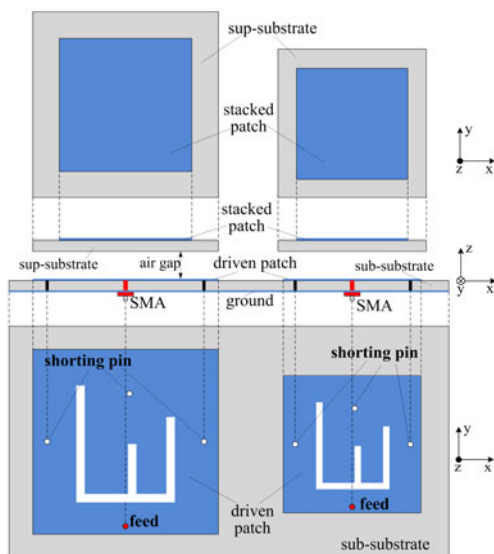 sup-substrate
stacked
patch
y
z
x
stacked
patch
sup-substrate
air gap
driven patch
sub-substrate
z
y
x
SMA
ground
SMA
shorting pin
shorting pin
y
z
x
feed
driven
patch
feed
sub-substrate